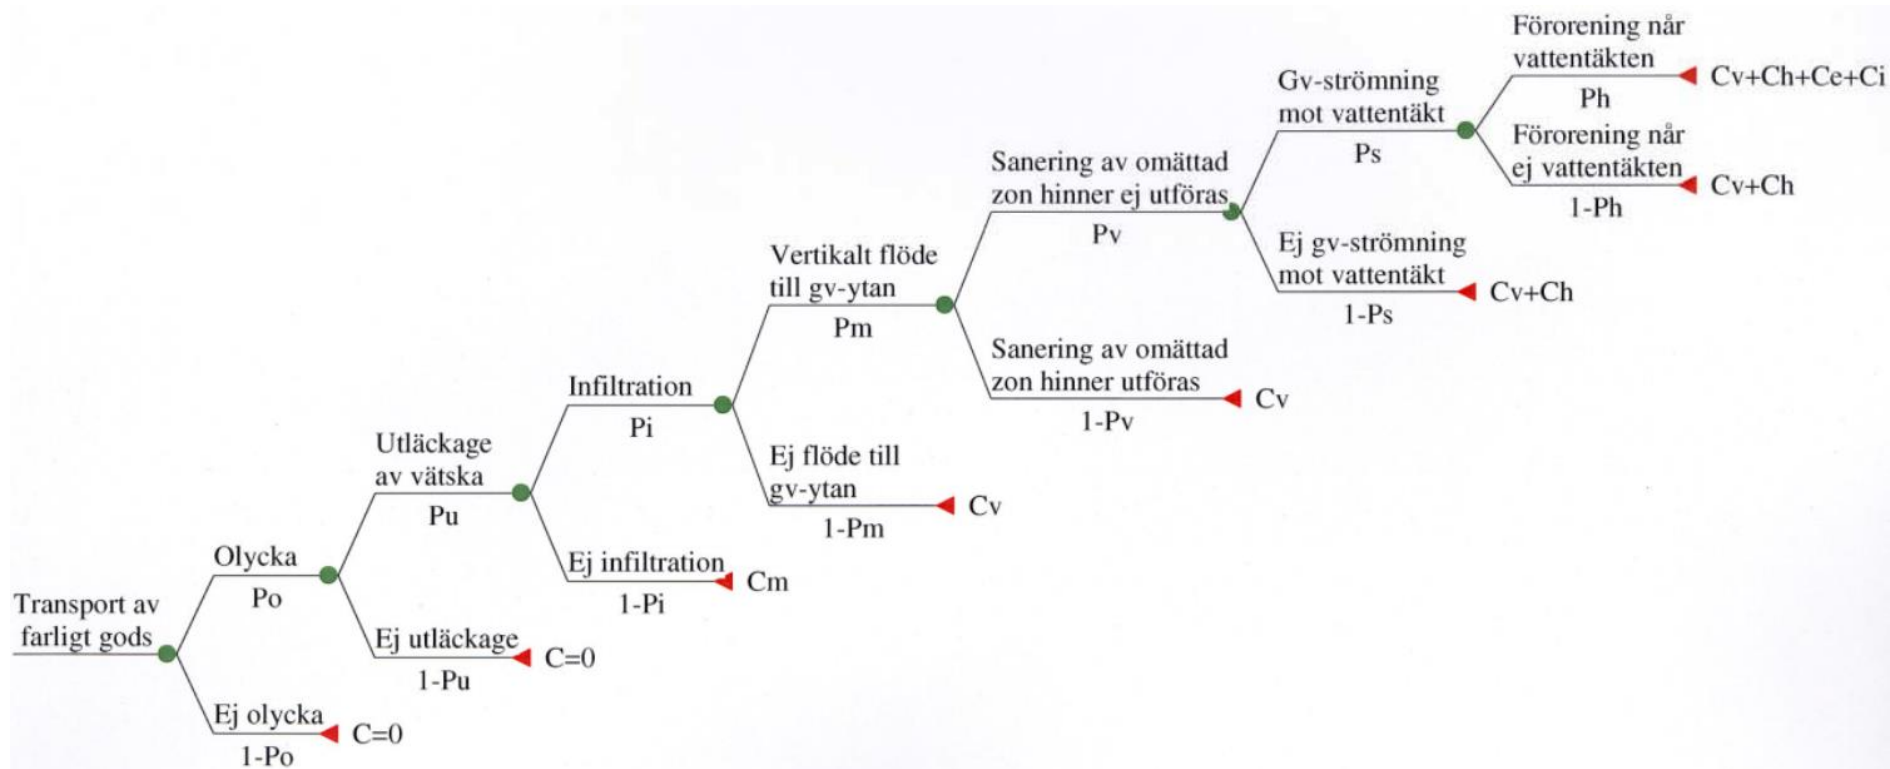 Transport av
farligt gods
Olycka
Po
Ej olycka
1-Po
C=0
Utläckage
av vätska
Pu
Ej utläckage
1-Pu
C=0
Infiltration
Pi
Ej infiltration
1-Pi
Cm
Vertikalt flöde
till gv-ytan
Pm
Ej flöde till
gv-ytan
1-Pm
Cv
Sanering av omättad
zon hinner ej utföras
Pv
Sanering av omättad
zon hinner utföras
1-Pv
Cv
Gv-strömning
mot vattentäkt
Ps
Ej gv-strömning
mot vattentäkt
1-Ps
Cv+Ch
Förorening når
vattentäkten
Ph
Cv+Ch+Ce+Ci
Förorening når
ej vattentäkten
1-Ph
Cv+Ch